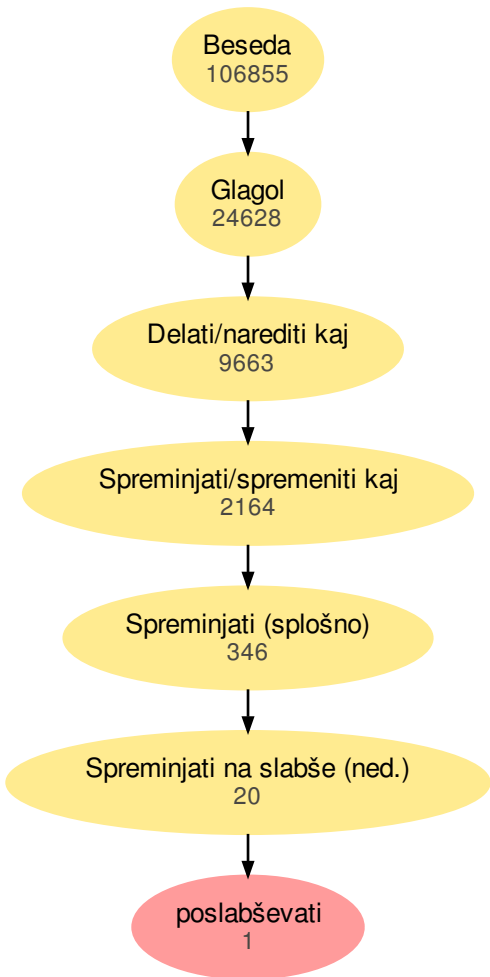 Beseda
106855
Glagol
24628
Delati/narediti kaj
9663
Spreminjati/spremeniti kaj
2164
Spreminjati (splošno)
346
Spreminjati na slabše (ned.)
20
poslabševati
1